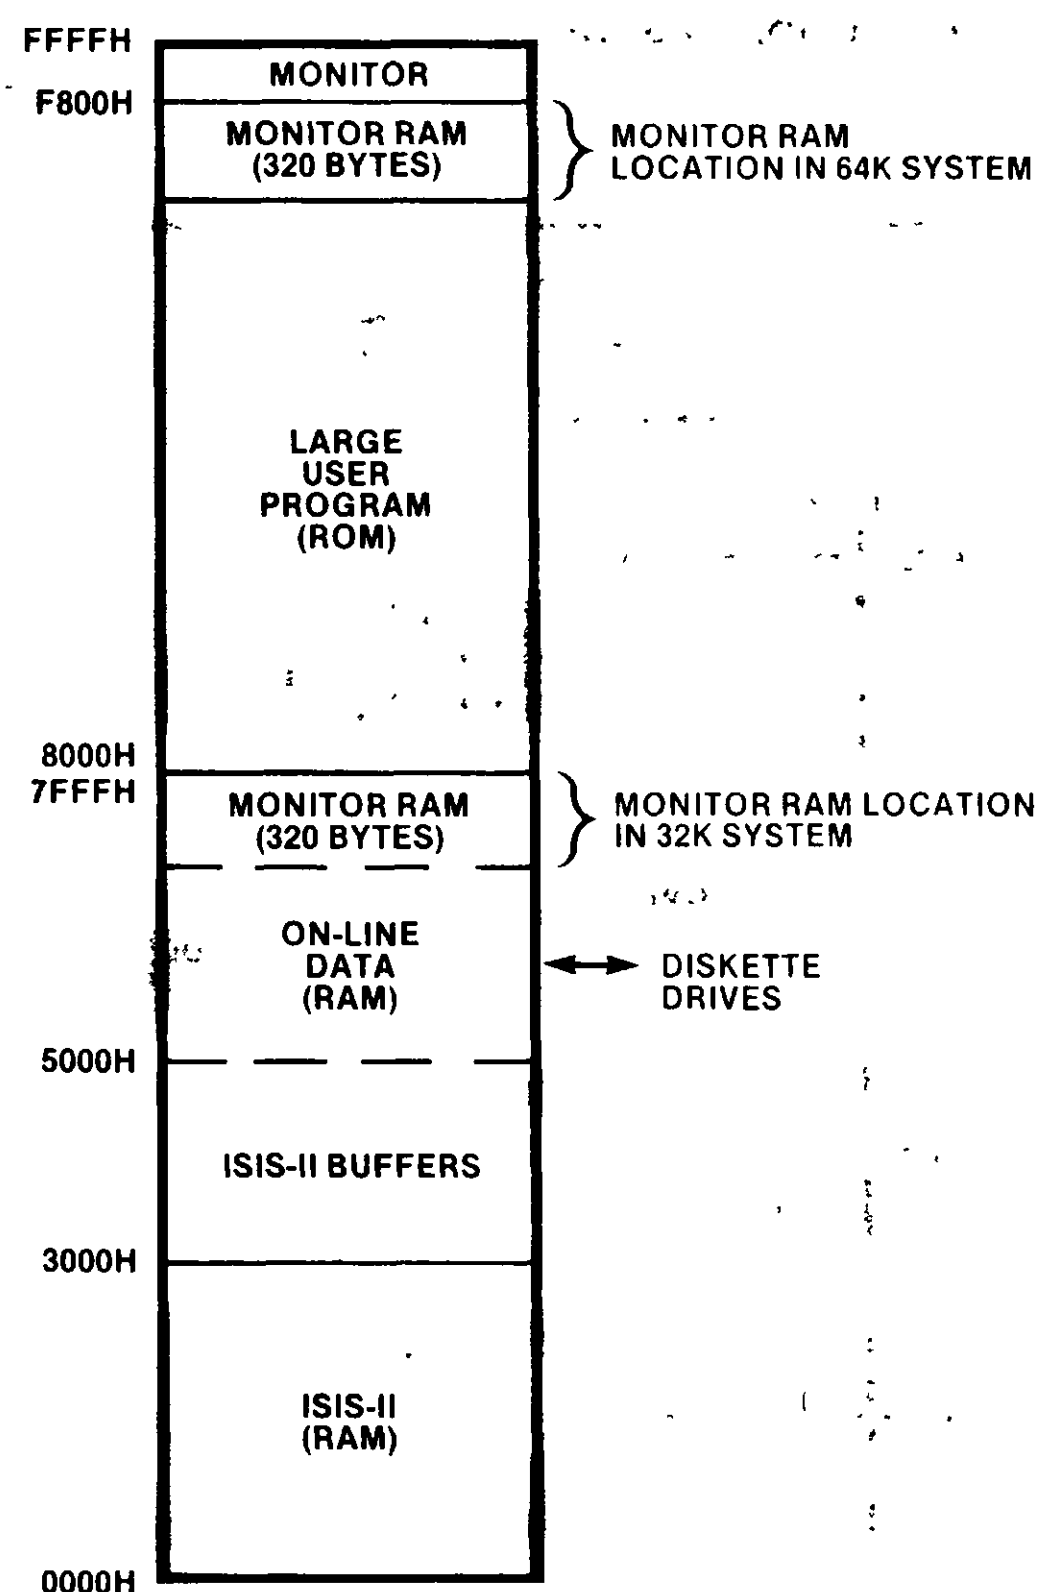 FFFFH
MONITOR
F800H
MONITOR RAM
(320 BYTES)
MONITOR RAM
LOCATION IN 64K SYSTEM
LARGE
USER
PROGRAM
(ROM)
8000H
7FFFH
MONITOR RAM
(320 BYTES)
MONITOR RAM LOCATION
IN 32K SYSTEM
ON-LINE
DATA
(RAM)
DISKETTE
DRIVES
5000H
ISIS-II BUFFERS
3000H
ISIS-II
(RAM)
0000H